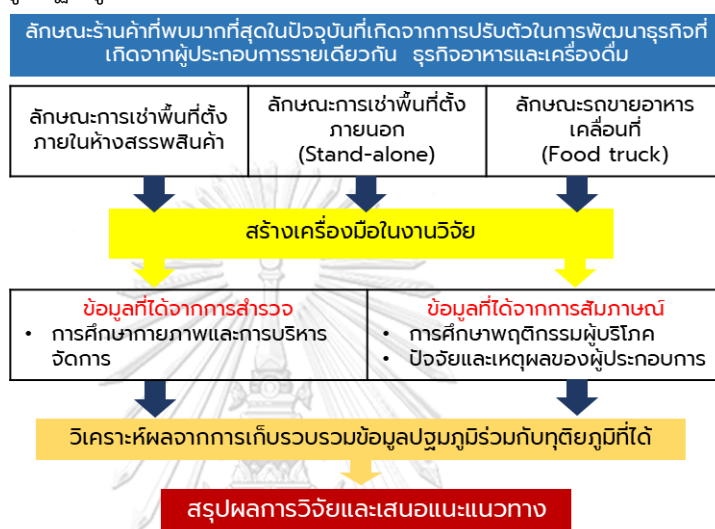 ลักษณะร้านค้าที่พบมากที่สุดในปัจจุบันที่เกิดจากการปรับตัวในการพัฒนาธุรกิจที่
เกิดจากผู้ประกอบการรายเดียวกัน ธุรกิจอาหารและเครื่องดื่ม
ลักษณะการเช่าพื้นที่ตั้ง
ภายในห้างสรรพสินค้า
ลักษณะการเช่าพื้นที่ตั้ง
ภายนอก
(Stand-alone)
ลักษณะรถขายอาหาร
เคลื่อนที่
(Food truck)
สร้างเครื่องมือในงานวิจัย
ข้อมูลที่ได้จากการสำรวจ
• การศึกษากายภาพและการบริหาร
จัดการ
ข้อมูลที่ได้จากการสัมภาษณ์
• การศึกษาพฤติกรรมผู้บริโภค
• ปัจจัยและเหตุผลของผู้ประกอบการ
วิเคราะห์ผลจากการเก็บรวบรวมข้อมูลปฐมภูมิร่วมกับทุติยภูมิที่ได้
สรุปผลการวิจัยและเสนอแนะแนวทาง